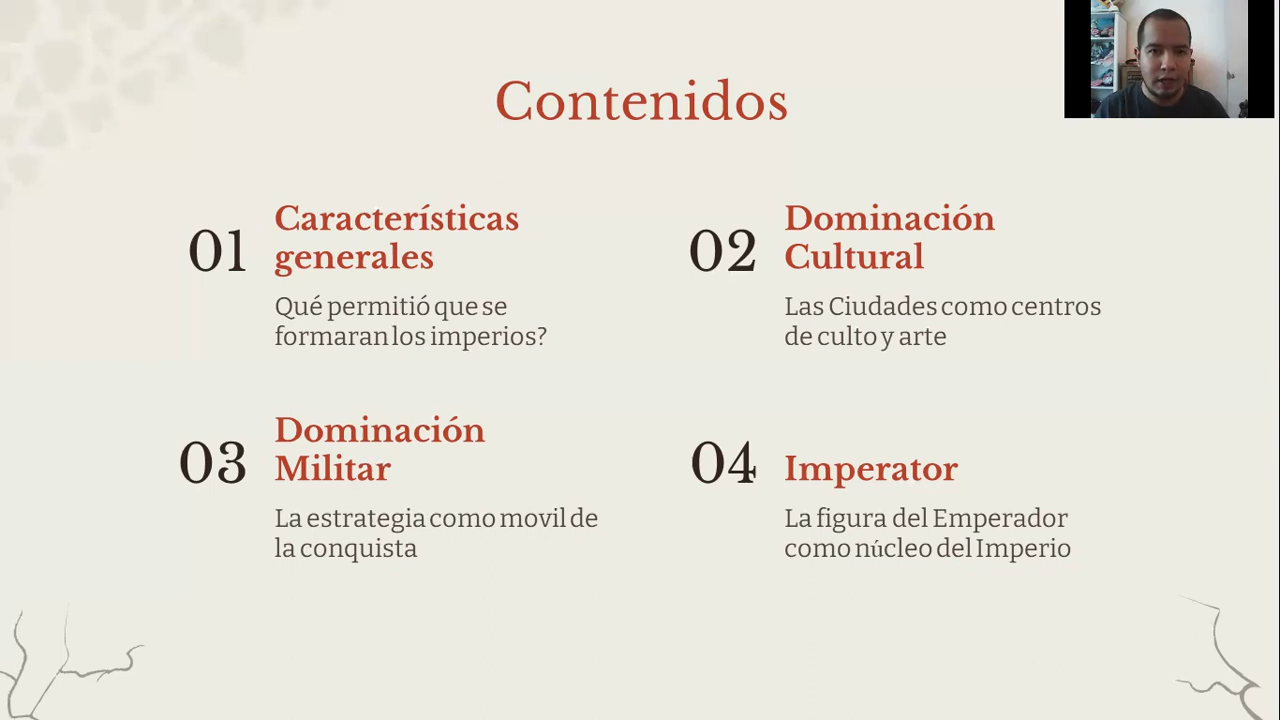 Contenidos
01
Características
generales
Qué permitió que se
formaran los imperios?
02
Dominación
Cultural
Las Ciudades como centros
de culto y arte
03
Dominación
Militar
La estrategia como movil de
la conquista
04
Imperator
La figura del Emperador
como núcleo del Imperio